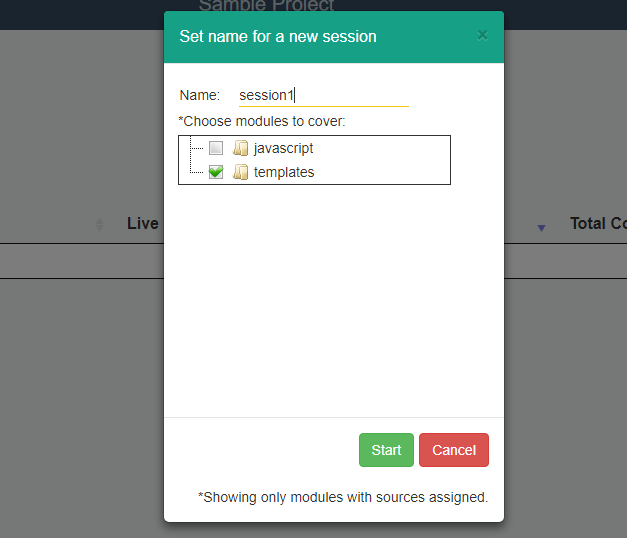 Sample Project
Set name for a new session ×
Name: session1
*Choose modules to cover:
javascript
templates
Live
Total Co
Start Cancel
*Showing only modules with sources assigned.